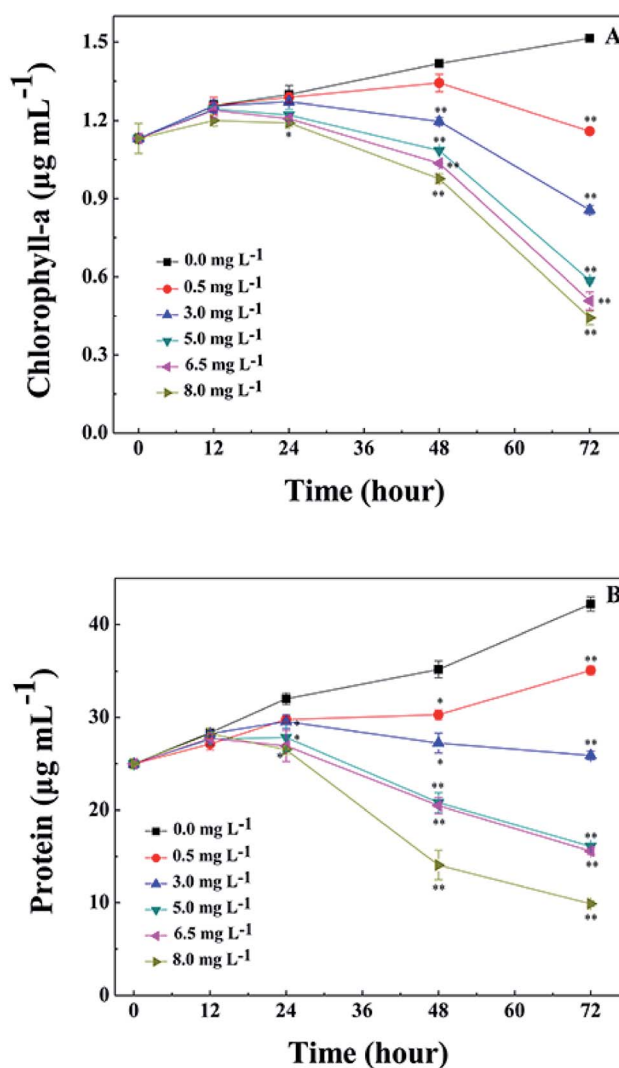 A
Chlorophyll-a (µg mL⁻¹)
1.5
1.2
0.9
0.6
0.3
0.0
**
**
**
**
**
*
**
**
**
**
**
**
0.0 mg L⁻¹
0.5 mg L⁻¹
3.0 mg L⁻¹
5.0 mg L⁻¹
6.5 mg L⁻¹
8.0 mg L⁻¹
0 12 24 36 48 60 72
Time (hour)
B
Protein (µg mL⁻¹)
40
30
20
10
0
**
*
*
*
*
**
*
**
**
**
**
**
**
0.0 mg L⁻¹
0.5 mg L⁻¹
3.0 mg L⁻¹
5.0 mg L⁻¹
6.5 mg L⁻¹
8.0 mg L⁻¹
0 12 24 36 48 60 72
Time (hour)